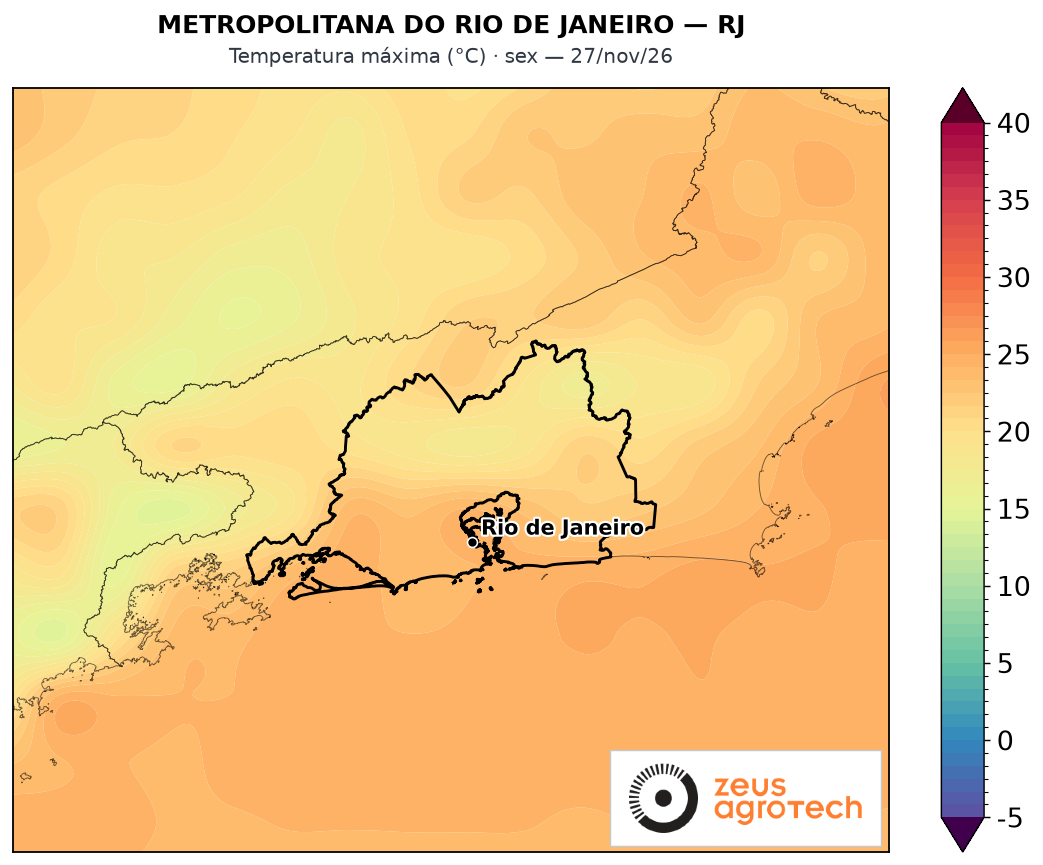 METROPOLITANA DO RIO DE JANEIRO — RJ
Temperatura máxima (°C) · sex — 27/nov/26
40
35
30
25
20
15
10
5
0
-5
Rio de Janeiro
zeus
agrotech